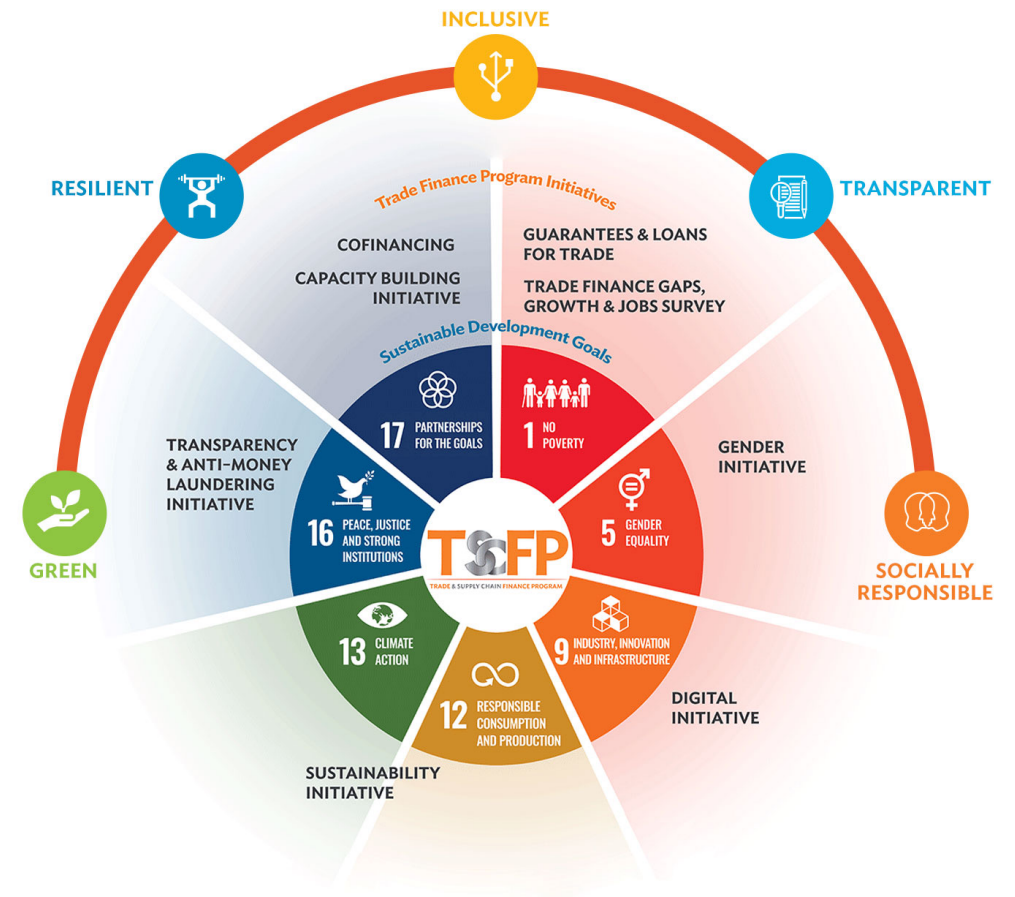 INCLUSIVE
RESILIENT
TRANSPARENT
Trade Finance Program Initiatives
COFINANCING
CAPACITY BUILDING
INITIATIVE
GUARANTEES & LOANS
FOR TRADE
TRADE FINANCE GAPS,
GROWTH & JOBS SURVEY
Sustainable Development Goals
17 PARTNERSHIPS
FOR THE GOALS
1 NO
POVERTY
TRANSPARENCY
& ANTI-MONEY
LAUNDERING
INITIATIVE
GENDER
INITIATIVE
16 PEACE, JUSTICE
AND STRONG
INSTITUTIONS
5 GENDER
EQUALITY
TSCFP
TRADE & SUPPLY CHAIN FINANCE PROGRAM
GREEN
SOCIALLY
RESPONSIBLE
13 CLIMATE
ACTION
9 INDUSTRY, INNOVATION
AND INFRASTRUCTURE
12 RESPONSIBLE
CONSUMPTION
AND PRODUCTION
DIGITAL
INITIATIVE
SUSTAINABILITY
INITIATIVE